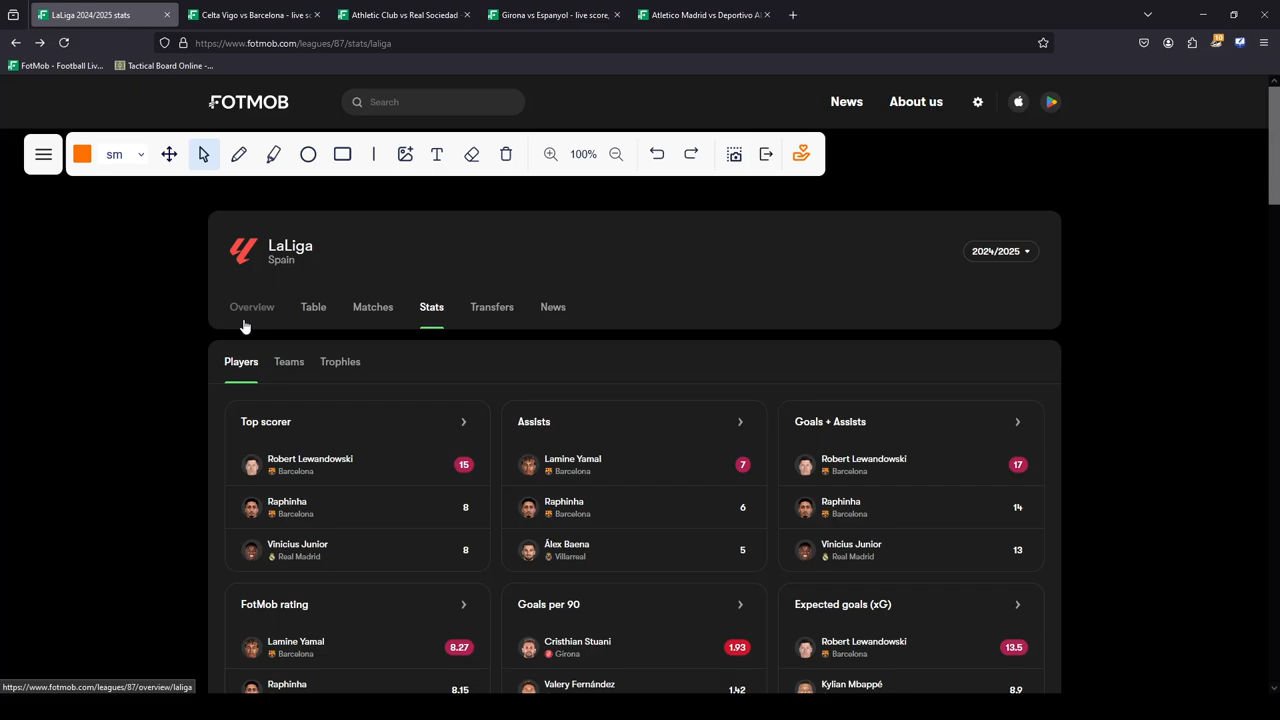 LaLiga 2024/2025 stats
Celta Vigo vs Barcelona - live sc
Athletic Club vs Real Sociedad
Girona vs Espanyol - live score,
Atletico Madrid vs Deportivo Al
https://www.fotmob.com/leagues/87/stats/laliga
10
FotMob - Football Liv...
Tactical Board Online -...
FOTMOB
Search
News
About us
sm
T
100%
LaLiga
Spain
2024/2025
Overview
Table
Matches
Stats
Transfers
News
Players
Teams
Trophies
Top scorer
Robert Lewandowski
Barcelona
15
Raphinha
Barcelona
8
Vinicius Junior
Real Madrid
8
Assists
Lamine Yamal
Barcelona
7
Raphinha
Barcelona
6
Álex Baena
Villarreal
5
Goals + Assists
Robert Lewandowski
Barcelona
17
Raphinha
Barcelona
14
Vinicius Junior
Real Madrid
13
FotMob rating
Lamine Yamal
Barcelona
8.27
Raphinha
8.15
Goals per 90
Cristhian Stuani
Girona
1.93
Valery Fernández
1.42
Expected goals (xG)
Robert Lewandowski
Barcelona
13.5
Kylian Mbappé
8.9
https://www.fotmob.com/leagues/87/overview/laliga